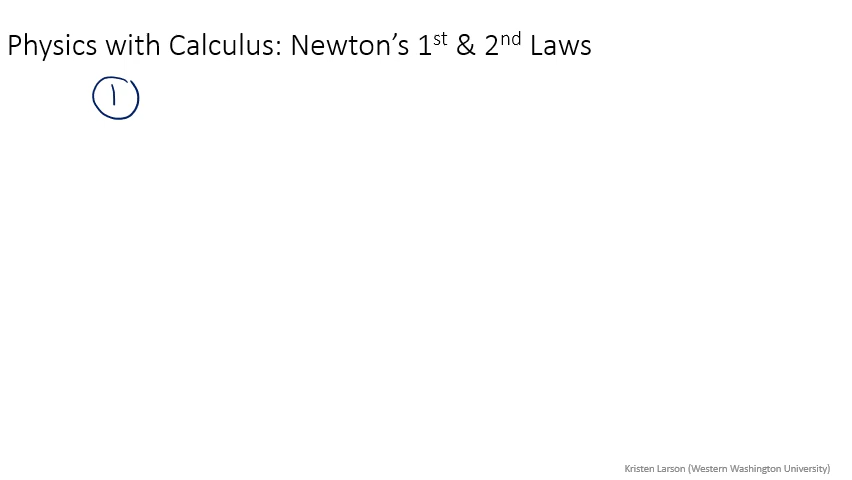 Physics with Calculus: Newton’s 1st & 2nd Laws
1
Kristen Larson (Western Washington University)